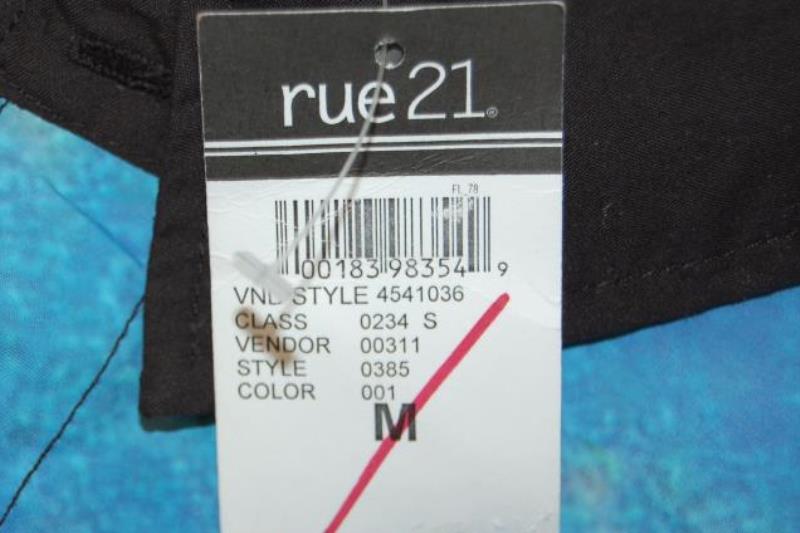 rue21®
FL_78
00183 98354 9
VND STYLE 4541036
CLASS 0234 S
VENDOR 00311
STYLE 0385
COLOR 001
M